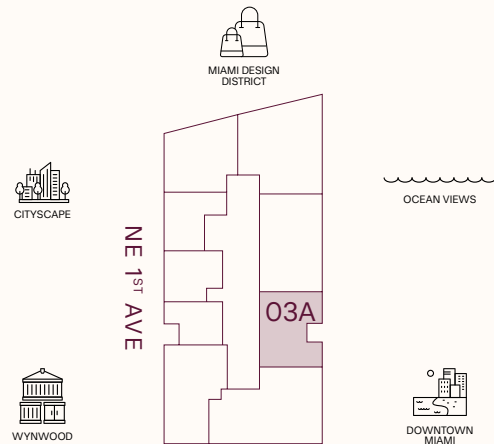 MIAMI DESIGN
DISTRICT
CITYSCAPE
OCEAN VIEWS
NE 1ST AVE
03A
WYNWOOD
DOWNTOWN
MIAMI